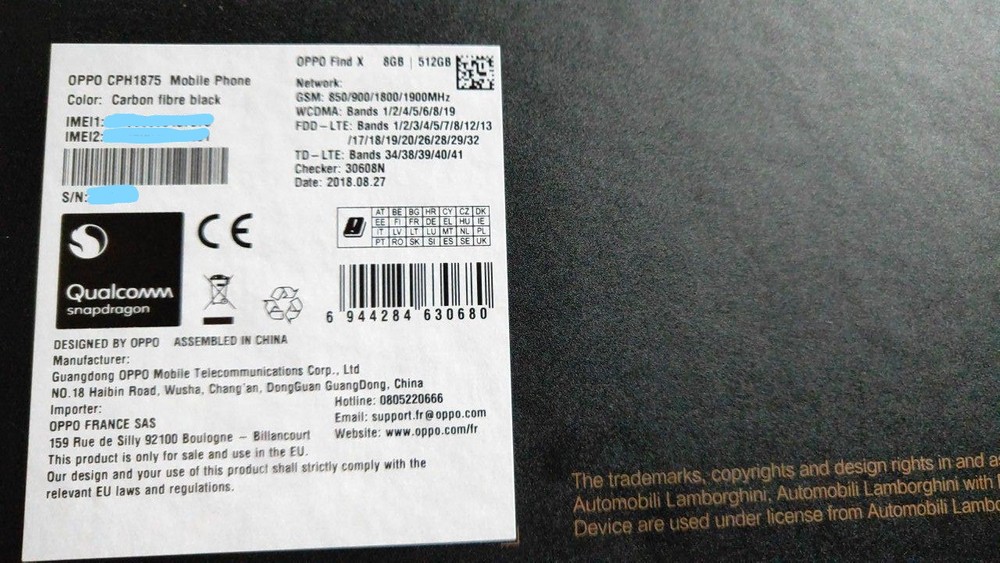 OPPO CPH1875 Mobile Phone
Color: Carbon fibre black
IMEI1:
IMEI2:
S/N:
OPPO Find X 8GB | 512GB
Network:
GSM: 850/900/1800/1900MHz
WCDMA: Bands 1/2/4/5/6/8/19
FDD-LTE: Bands 1/2/3/4/5/7/8/12/13
/17/18/19/20/26/28/29/32
TD-LTE: Bands 34/38/39/40/41
Checker: 30608N
Date: 2018.08.27
Qualcomm
snapdragon
CE
AT BE BG HR CY CZ DK
EE FI FR DE EL HU IE
IT LV LT LU MT NL PL
PT RO SK SI ES SE UK
6 944284 630680
DESIGNED BY OPPO ASSEMBLED IN CHINA
Manufacturer:
Guangdong OPPO Mobile Telecommunications Corp., Ltd
NO.18 Haibin Road, Wusha, Chang'an, DongGuan GuangDong, China
Importer:
OPPO FRANCE SAS
159 Rue de Silly 92100 Boulogne – Billancourt
Hotline: 0805220666
Email: support.fr@oppo.com
Website: www.oppo.com/fr
This product is only for sale and use in the EU.
Our design and your use of this product shall strictly comply with the
relevant EU laws and regulations.
The trademarks, copyrights and design rights in and as
Automobili Lamborghini, Automobili Lamborghini with
Device are used under license from Automobili Lambo